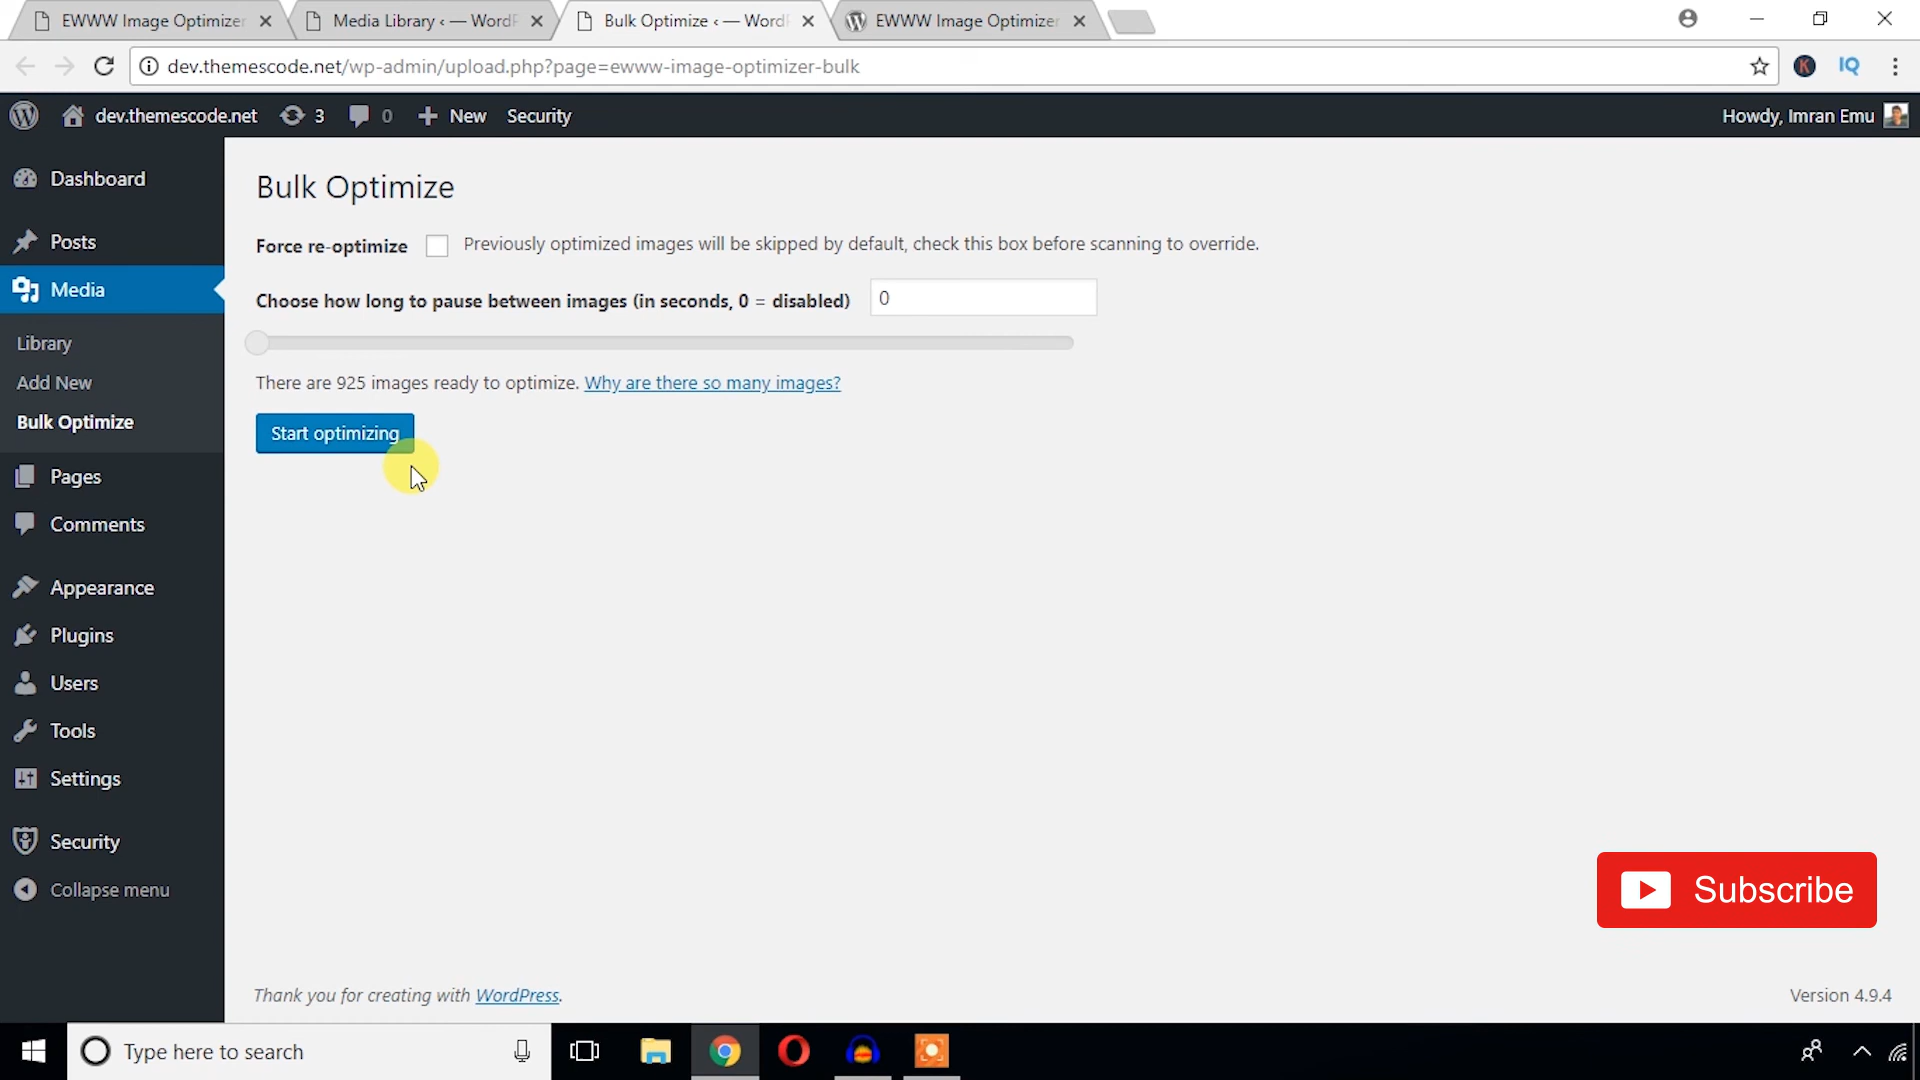 EWWW Image Optimizer
Media Library ‹ — WordP
Bulk Optimize ‹ — WordP
EWWW Image Optimizer
dev.themescode.net/wp-admin/upload.php?page=ewww-image-optimizer-bulk
IQ
dev.themescode.net
3
0
New
Security
Howdy, Imran Emu
Dashboard
Posts
Media
Library
Add New
Bulk Optimize
Pages
Comments
Appearance
Plugins
Users
Tools
Settings
Security
Collapse menu
Bulk Optimize
Force re-optimize Previously optimized images will be skipped by default, check this box before scanning to override.
Choose how long to pause between images (in seconds, 0 = disabled) 0
There are 925 images ready to optimize. Why are there so many images?
Start optimizing
Subscribe
Thank you for creating with WordPress.
Version 4.9.4
Type here to search